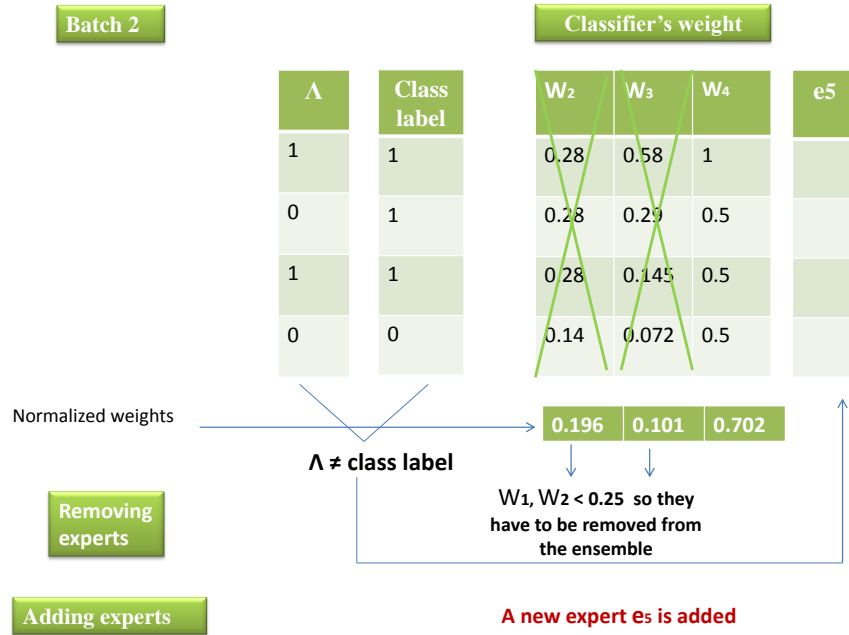 Batch 2
Classifier's weight
Λ Class label W2 W3 W4 e5
1 1 0.28 0.58 1
0 1 0.28 0.29 0.5
1 1 0.28 0.145 0.5
0 0 0.14 0.072 0.5
Normalized weights
0.196 0.101 0.702
Λ ≠ class label
W1, W2 < 0.25 so they
have to be removed from
the ensemble
Removing
experts
Adding experts
A new expert e5 is added